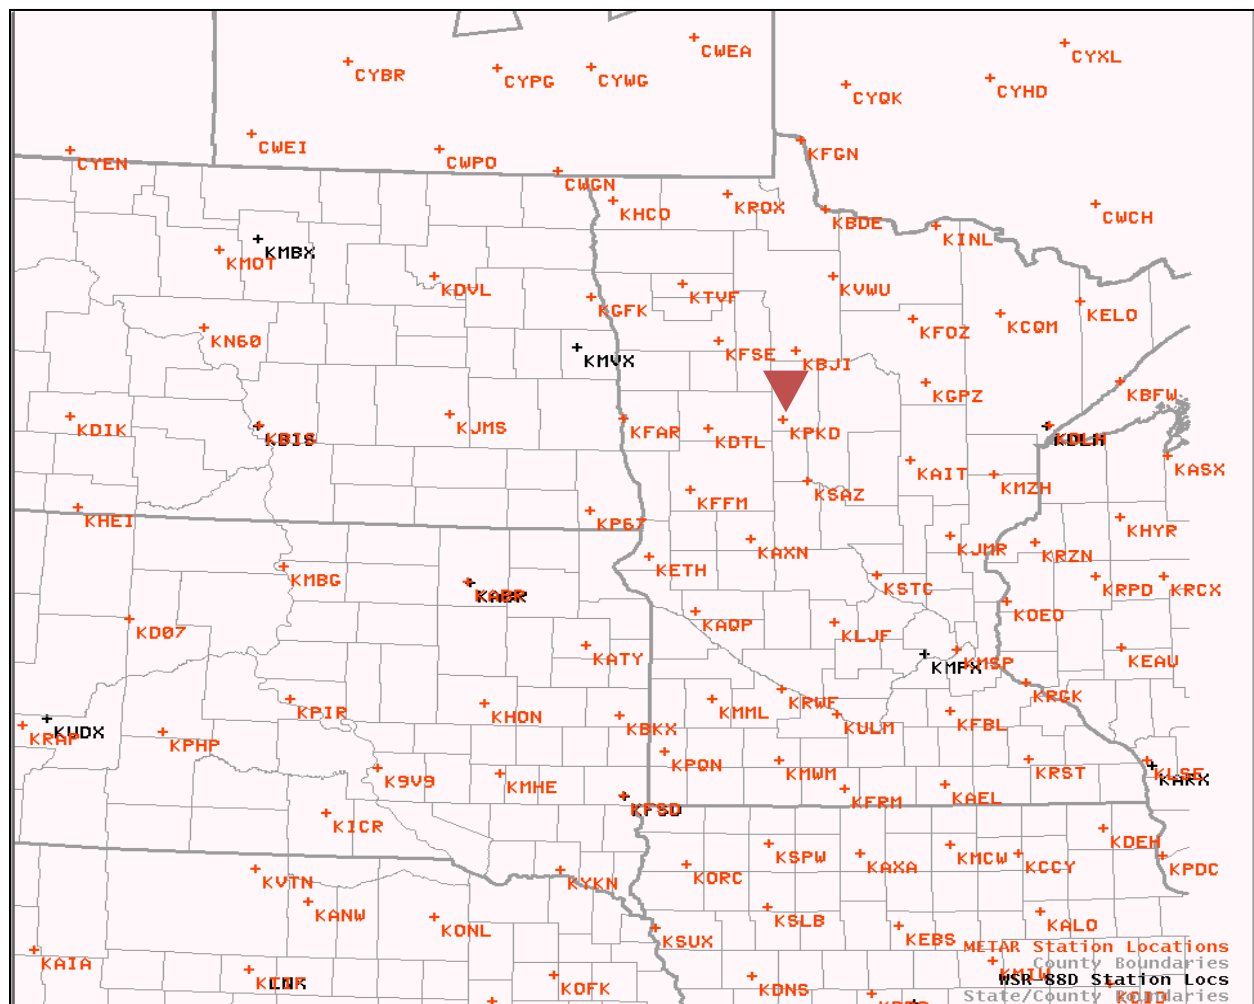 CWEA
CYXL
CYBR
CYPG
CYWG
CYQK
CYHD
CWEI
KFGN
CYEN
CWPO
CWGN
KHCO
KROX
KBDE
CWCH
KINL
KMBX
KMOT
KDVL
KTVF
KVWU
KGFK
KELO
KFOZ
KCQM
KN60
KFSE
KBJI
KMVX
KGPZ
KBFW
KDIK
KBIS
KJMS
KFAR
KDTL
KPKD
KDLH
KAIT
KASX
KMZH
KFFM
KSAZ
KHEI
KP67
KHYR
KAXN
KJMR
KRZN
KETH
KMBG
KSTC
KRPD
KRCX
KABR
KOEO
KD07
KAQP
KLJF
KATY
KMPX
KMSP
KEAU
KPIR
KHON
KMML
KRWF
KRGK
KBKX
KULM
KFBL
KUDX
KRAP
KPHP
KPQN
KMWM
KRST
KLSE
KARX
K9V9
KMHE
KFRM
KAEL
KFSD
KICR
KDEH
KSPW
KAXA
KMCW
KCCY
KPDC
KVTN
KYKN
KORC
KANW
KONL
KSLB
KALO
KSUX
KEBS
METAR Station Locations
KAIA
County Boundaries
KMIW
WSR-88D Station Locs
KOFK
KDNS
State/County Boundaries